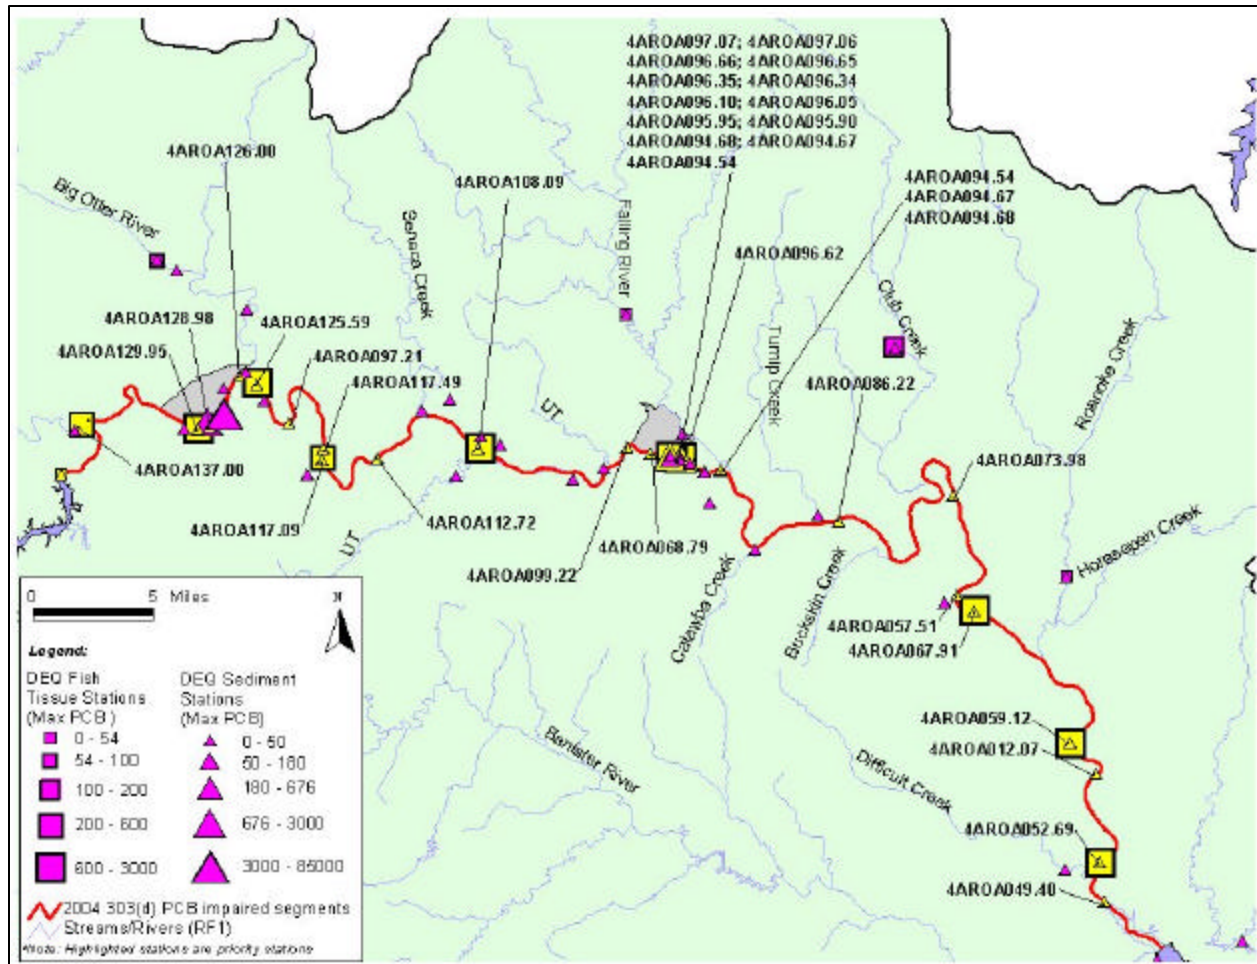 4AROA097.07; 4AROA097.06
4AROA096.66; 4AROA096.65
4AROA096.35; 4AROA096.34
4AROA096.10; 4AROA096.05
4AROA095.95; 4AROA095.90
4AROA094.68; 4AROA094.67
4AROA094.54
4AROA126.00
4AROA108.09
4AROA094.54
4AROA094.67
4AROA094.68
Big Otter River
Seneca Creek
Falling River
4AROA096.62
Club Creek
Turnip Creek
Roanoke Creek
4AROA128.98
4AROA125.59
4AROA129.95
4AROA097.21
4AROA117.49
4AROA086.22
UT
4AROA137.00
4AROA073.98
4AROA117.09
4AROA112.72
UT
4AROA068.79
4AROA099.22
Horsepen Creek
Catawba Creek
Buckskin Creek
4AROA057.51
4AROA067.91
4AROA059.12
4AROA012.07
Banister River
Difficult Creek
4AROA052.69
4AROA049.40
0 5 Miles
N
Legend:
DEQ Fish
Tissue Stations
(Max PCB )
0 - 54
54 - 100
100 - 200
200 - 600
600 - 3000
DEQ Sediment
Stations
(Max PCB)
0 - 50
50 - 180
180 - 676
676 - 3000
3000 - 85000
2004 303(d) PCB impaired segments
Streams/Rivers (RF1)
*Note: Highlighted stations are priority stations